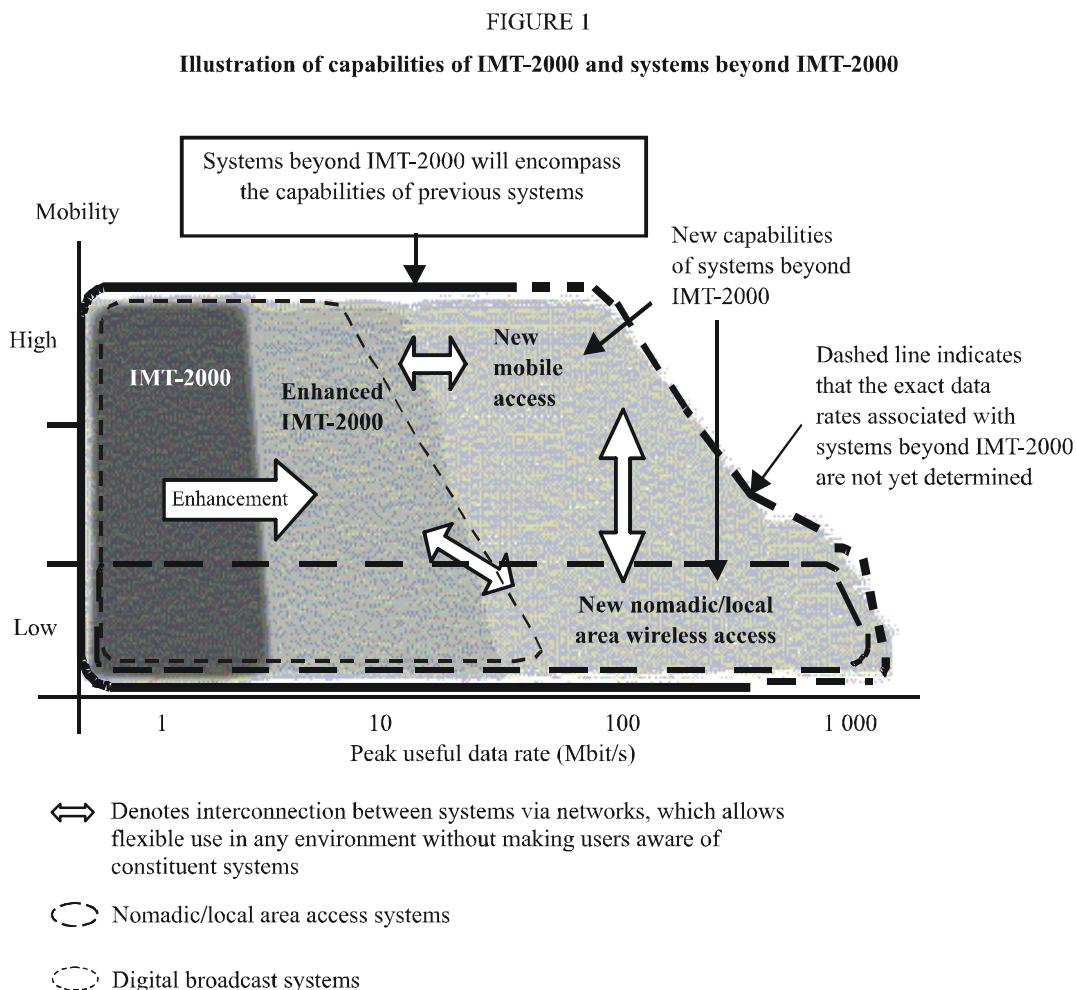 FIGURE 1
Illustration of capabilities of IMT-2000 and systems beyond IMT-2000
Systems beyond IMT-2000 will encompass
the capabilities of previous systems
Mobility
New capabilities
of systems beyond
IMT-2000
High
IMT-2000
Enhanced
IMT-2000
New
mobile
access
Dashed line indicates
that the exact data
rates associated with
systems beyond IMT-2000
are not yet determined
Enhancement
Low
New nomadic/local
area wireless access
1 10 100 1 000
Peak useful data rate (Mbit/s)
Denotes interconnection between systems via networks, which allows
flexible use in any environment without making users aware of
constituent systems
Nomadic/local area access systems
Digital broadcast systems